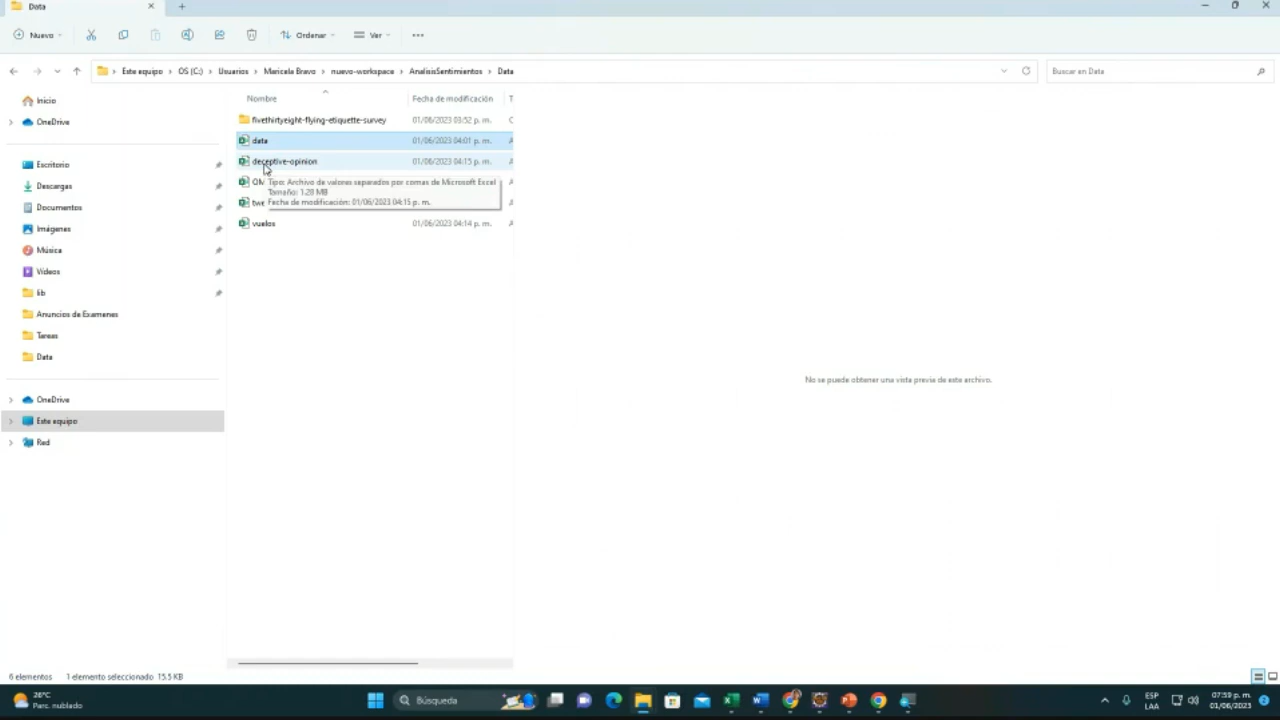 Data
Nuevo
Ordenar
Ver
Este equipo > OS (C:) > Usuarios > Maricela Bravo > nuevo-workspace > AnalisisSentimientos > Data
Buscar en Data
Inicio
OneDrive
Escritorio
Descargas
Documentos
Imágenes
Música
Vídeos
lib
Anuncios de Examenes
Tareas
Data
OneDrive
Este equipo
Red
Nombre
Fecha de modificación
T
fivethirtyeight-flying-etiquette-survey 01/06/2023 03:52 p. m.
data 01/06/2023 04:01 p. m.
deceptive-opinion 01/06/2023 04:15 p. m.
Tipo: Archivo de valores separados por comas de Microsoft Excel
Tamaño: 1.28 MB
Fecha de modificación: 01/06/2023 04:15 p. m.
vuelos 01/06/2023 04:14 p. m.
No se puede obtener una vista previa de este archivo.
6 elementos 1 elemento seleccionado 15.5 KB
26°C
Parc. nublado
Búsqueda
ESP
LAA
07:59 p. m.
01/06/2023